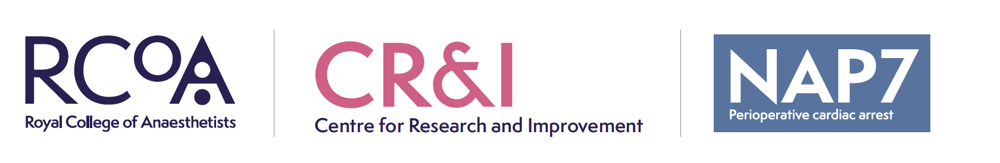 RCOA
Royal College of Anaesthetists
CR&I
Centre for Research and Improvement
NAP7
Perioperative cardiac arrest